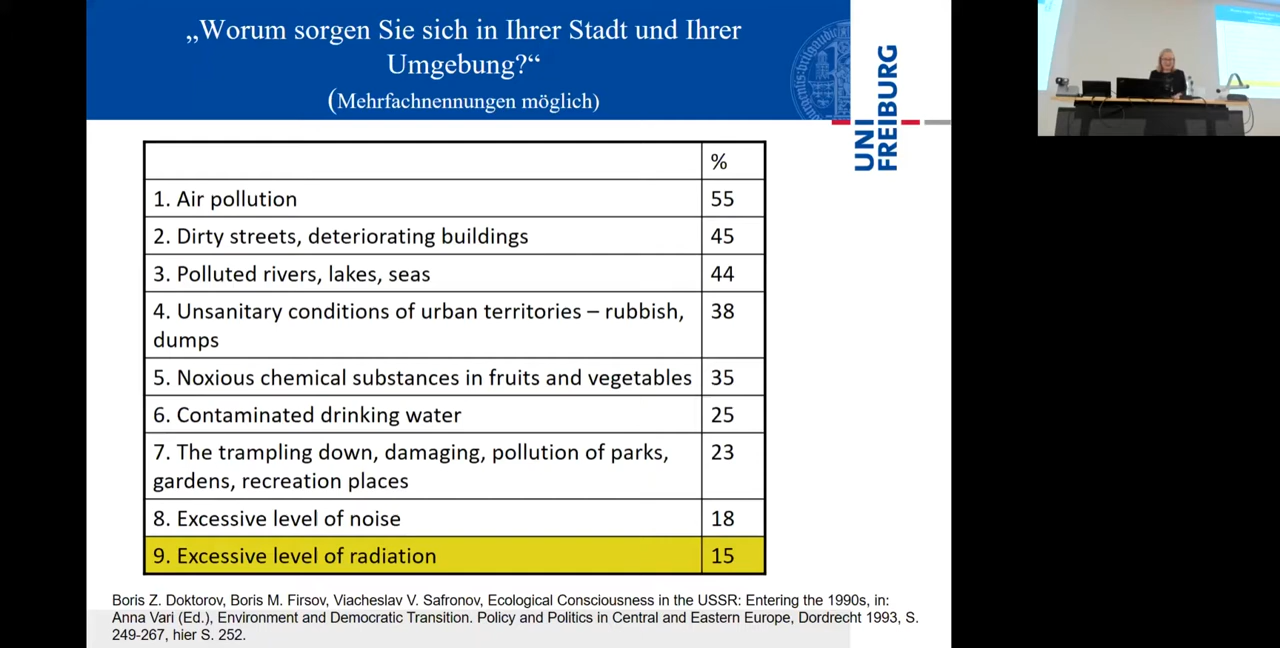 „Worum sorgen Sie sich in Ihrer Stadt und Ihrer
Umgebung?“
(Mehrfachnennungen möglich)
UNI
FREIBURG
%
1. Air pollution 55
2. Dirty streets, deteriorating buildings 45
3. Polluted rivers, lakes, seas 44
4. Unsanitary conditions of urban territories – rubbish, 38
dumps
5. Noxious chemical substances in fruits and vegetables 35
6. Contaminated drinking water 25
7. The trampling down, damaging, pollution of parks, 23
gardens, recreation places
8. Excessive level of noise 18
9. Excessive level of radiation 15
Boris Z. Doktorov, Boris M. Firsov, Viacheslav V. Safronov, Ecological Consciousness in the USSR: Entering the 1990s, in:
Anna Vari (Ed.), Environment and Democratic Transition. Policy and Politics in Central and Eastern Europe, Dordrecht 1993, S.
249-267, hier S. 252.